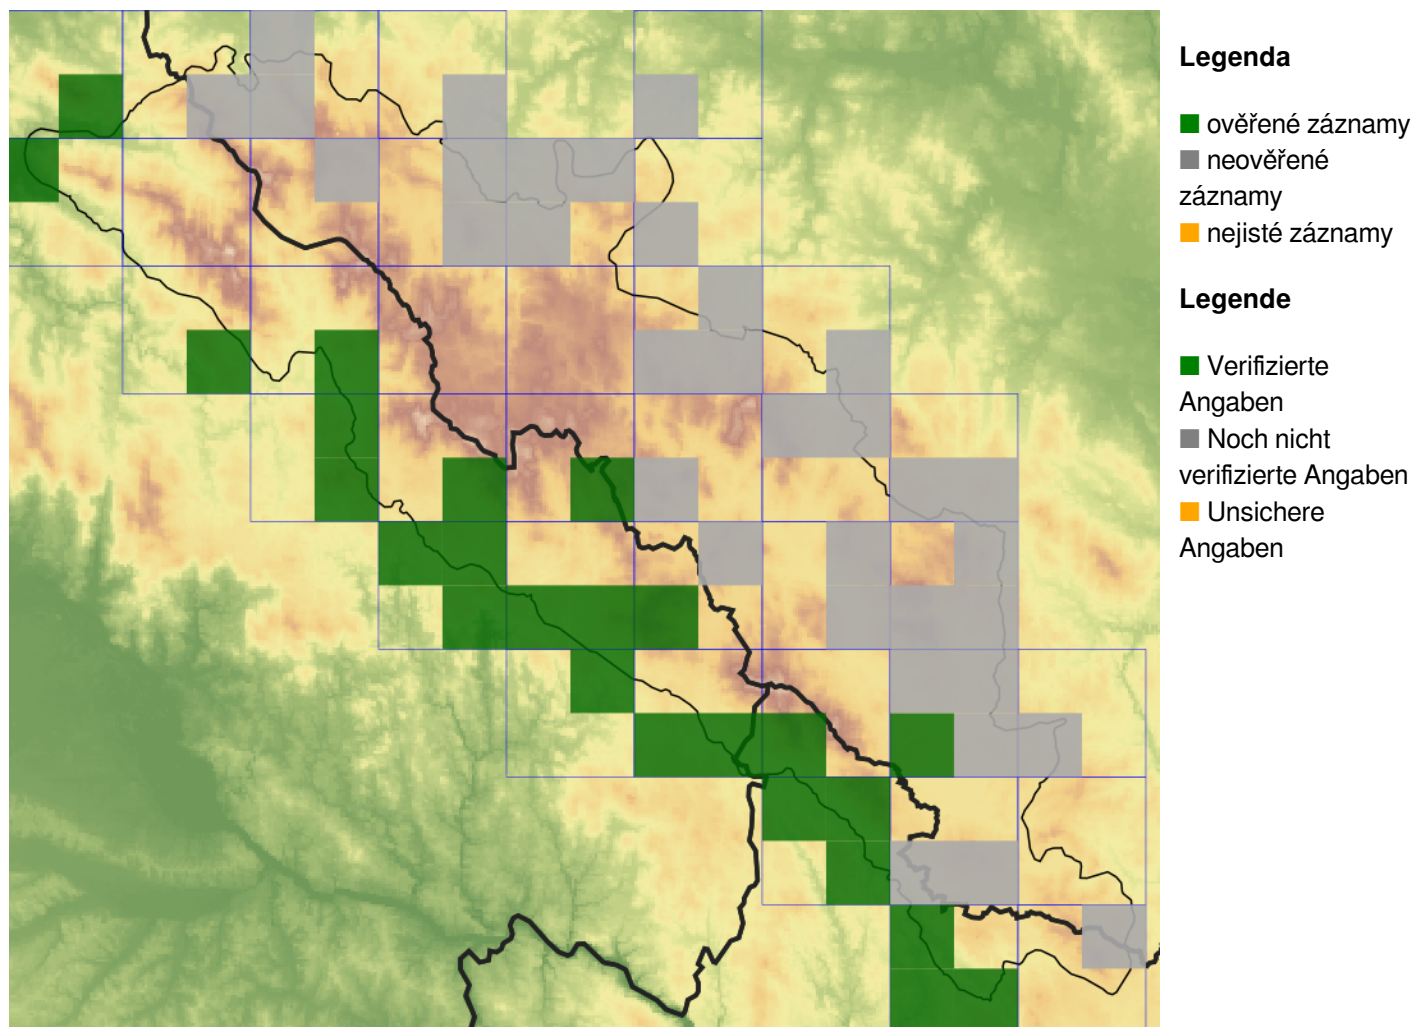 Legenda
ověřené záznamy
neověřené
záznamy
nejisté záznamy
Legende
Verifizierte
Angaben
Noch nicht
verifizierte Angaben
Unsichere
Angaben